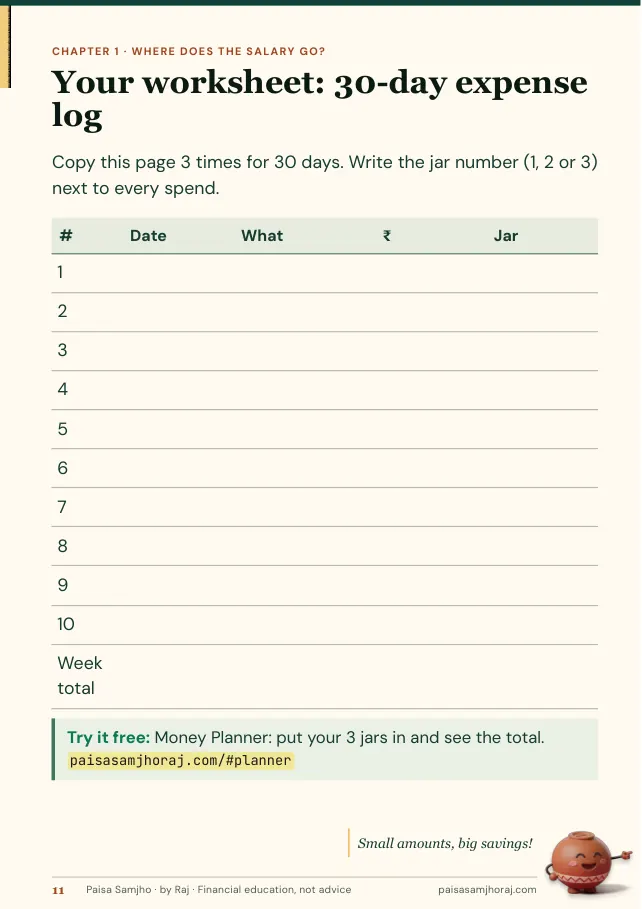 CHAPTER 1 · WHERE DOES THE SALARY GO?
Your worksheet: 30-day expense
log
Copy this page 3 times for 30 days. Write the jar number (1, 2 or 3)
next to every spend.
# Date What ₹ Jar
1
2
3
4
5
6
7
8
9
10
Week
total
Try it free: Money Planner: put your 3 jars in and see the total.
paisasamjhoraj.com/#planner
Small amounts, big savings!
11 Paisa Samjho · by Raj · Financial education, not advice paisasamjhoraj.com